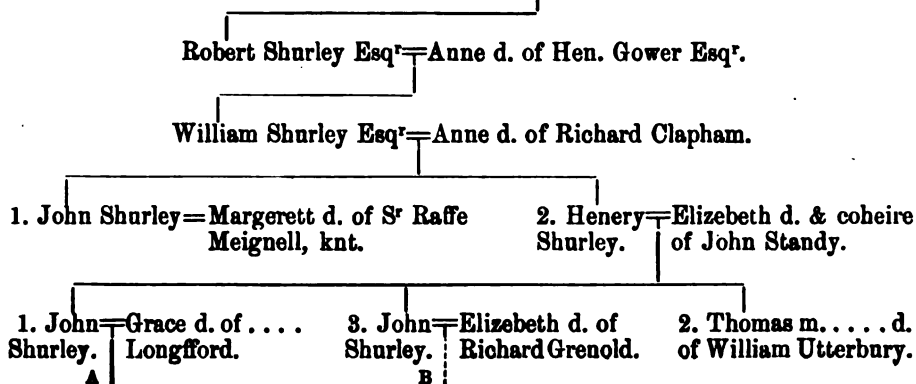 Robert Shurley Esqʳ=Anne d. of Hen. Gower Esqʳ.
William Shurley Esqʳ=Anne d. of Richard Clapham.
1. John Shurley=Margerett d. of Sʳ Raffe
Meignell, knt.
2. Henery=Elizebeth d. & coheire
Shurley. of John Standy.
1. John=Grace d. of . . . .
Shurley. Longfford.
A
3. John=Elizebeth d. of
Shurley. Richard Grenold.
B
2. Thomas m. . . . . d.
of William Utterbury.